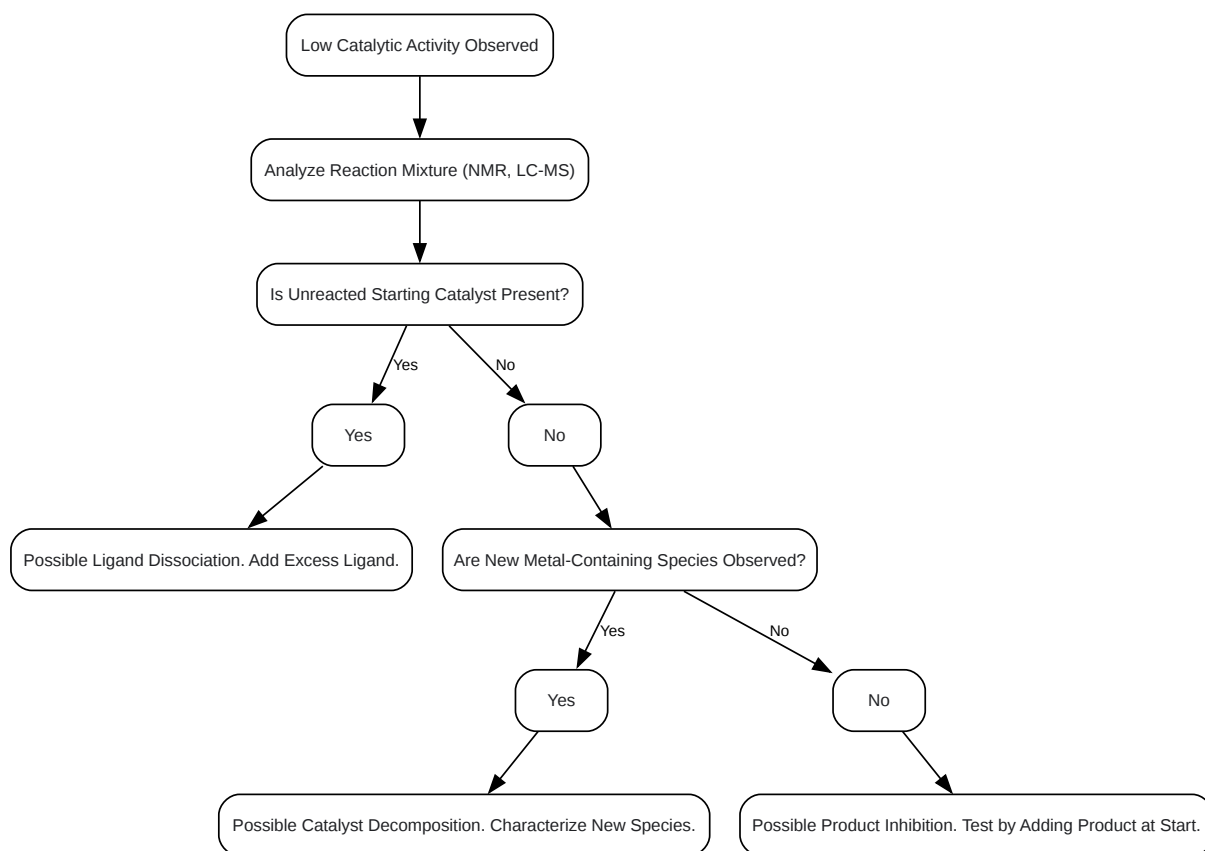 Low Catalytic Activity Observed
Analyze Reaction Mixture (NMR, LC-MS)
Is Unreacted Starting Catalyst Present?
Yes
No
Yes
No
Possible Ligand Dissociation. Add Excess Ligand.
Are New Metal-Containing Species Observed?
Yes
No
Yes
No
Possible Catalyst Decomposition. Characterize New Species.
Possible Product Inhibition. Test by Adding Product at Start.